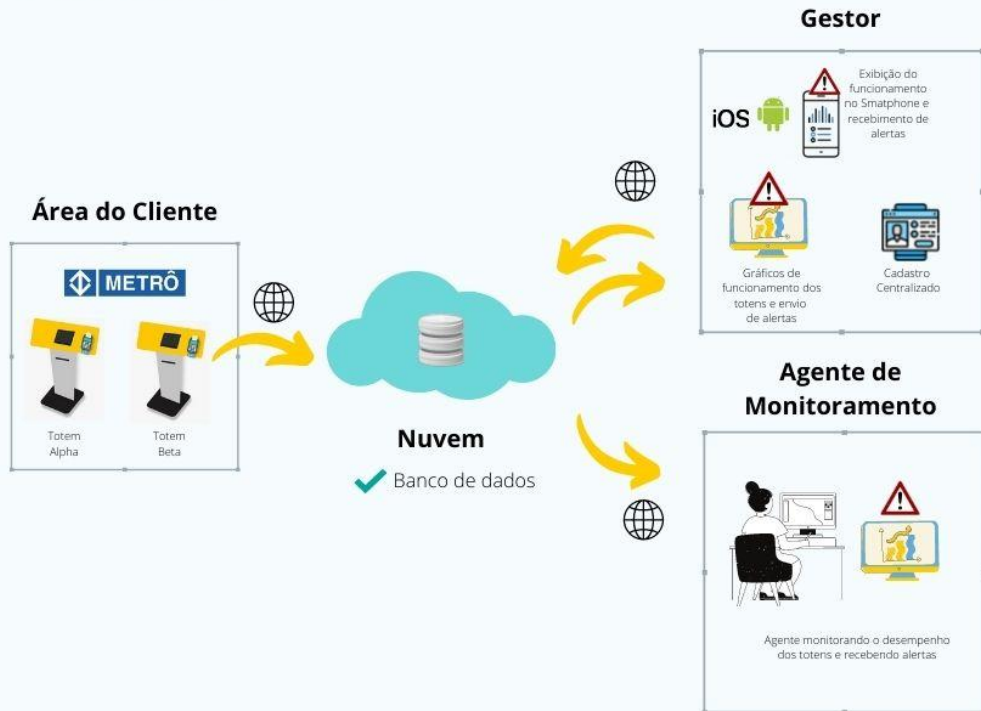 Gestor
iOS
Exibição do
funcionamento
no Smatphone e
recebimento de
alertas
Gráficos de
funcionamento dos
totens e envio
de alertas
Cadastro
Centralizado
Área do Cliente
METRÔ
Totem
Alpha
Totem
Beta
Nuvem
Banco de dados
Agente de
Monitoramento
Agente monitorando o desempenho
dos totens e recebendo alertas